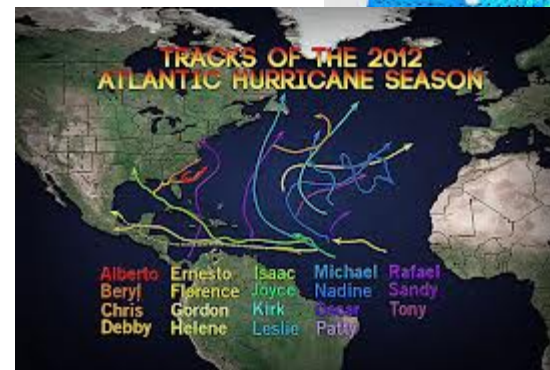 TRACKS OF THE 2012
ATLANTIC HURRICANE SEASON
Alberto Ernesto Isaac Michael Rafael
Beryl Florence Joyce Nadine Sandy
Chris Gordon Kirk Oscar Tony
Debby Helene Leslie Patty